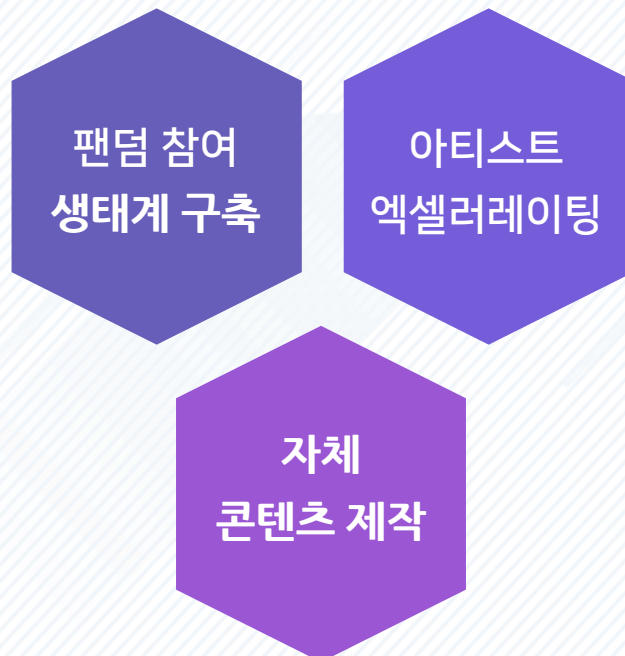 팬덤 참여
생태계 구축
아티스트
엑셀러레이팅
자체
콘텐츠 제작